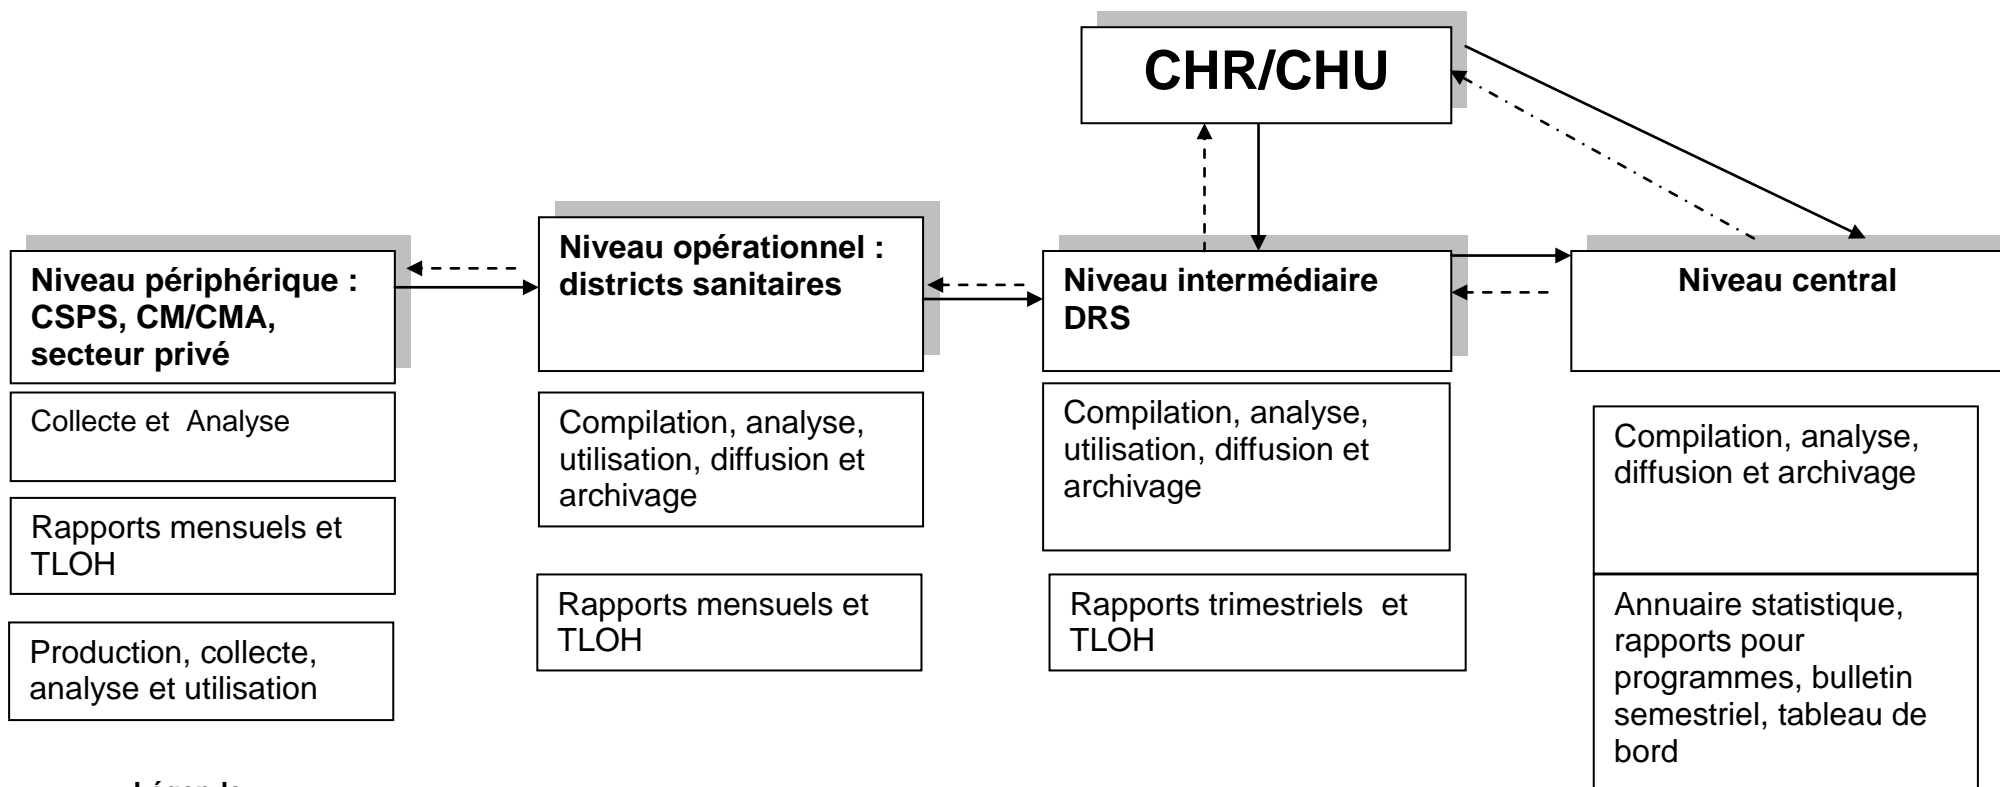 CHR/CHU
Niveau périphérique :
CSPS, CM/CMA,
secteur privé
Niveau opérationnel :
districts sanitaires
Niveau intermédiaire
DRS
Niveau central
Collecte et  Analyse
Rapports mensuels et
TLOH
Production, collecte,
analyse et utilisation
Compilation, analyse,
utilisation, diffusion et
archivage
Rapports mensuels et
TLOH
Compilation, analyse,
utilisation, diffusion et
archivage
Rapports trimestriels  et
TLOH
Compilation, analyse,
diffusion et archivage
Annuaire statistique,
rapports pour
programmes, bulletin
semestriel, tableau de
bord